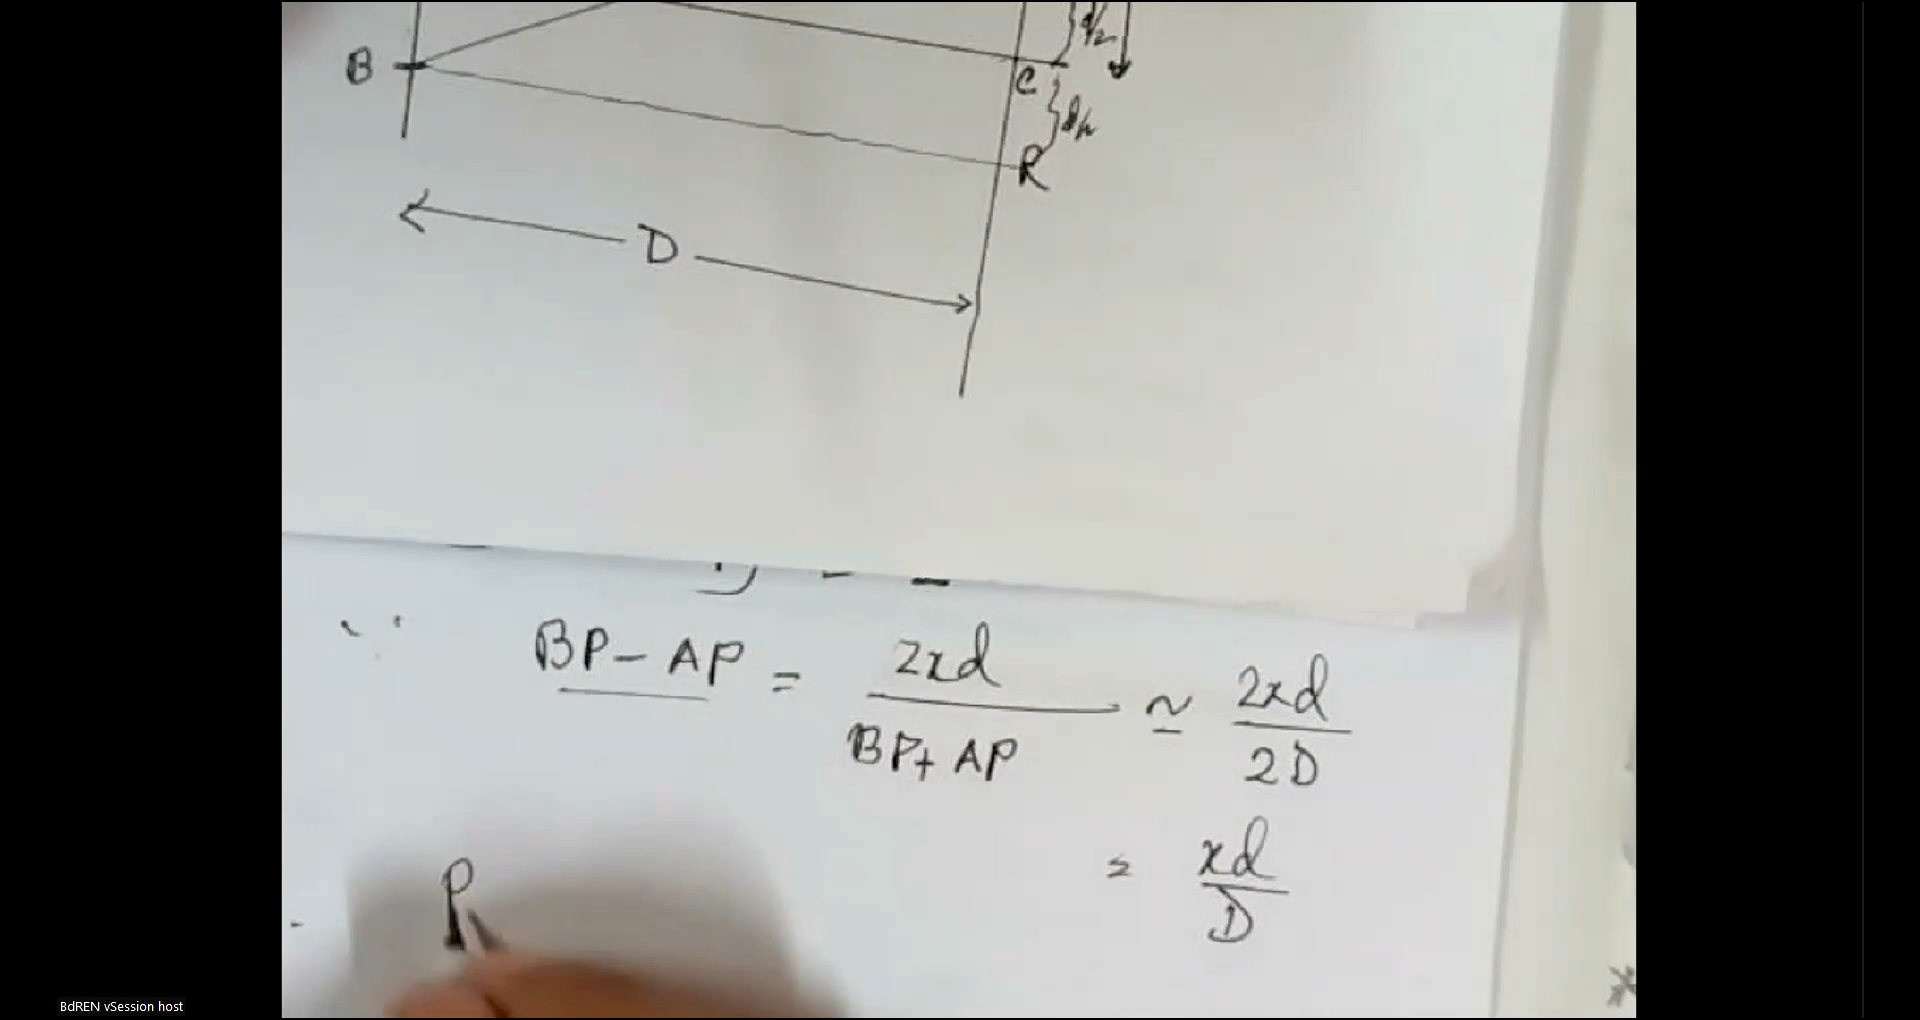 d/2
B
C
d/2
R
D
BP - AP = 2xd / BP + AP ≃ 2xd / 2D
= xd / D
P
BdREN vSession host